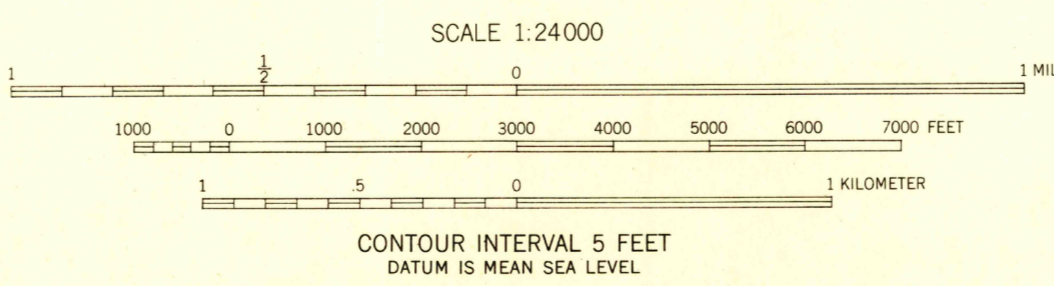 SCALE 1:24000
1 1/2 0 1 MIL
1000 0 1000 2000 3000 4000 5000 6000 7000 FEET
1 .5 0 1 KILOMETER
CONTOUR INTERVAL 5 FEET
DATUM IS MEAN SEA LEVEL